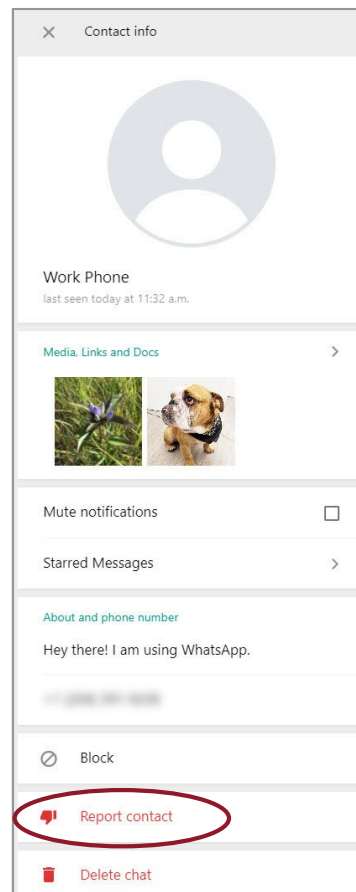 Contact info
Work Phone
last seen today at 11:32 a.m.
Media, Links and Docs
Mute notifications
Starred Messages
About and phone number
Hey there! I am using WhatsApp.
Block
Report contact
Delete chat